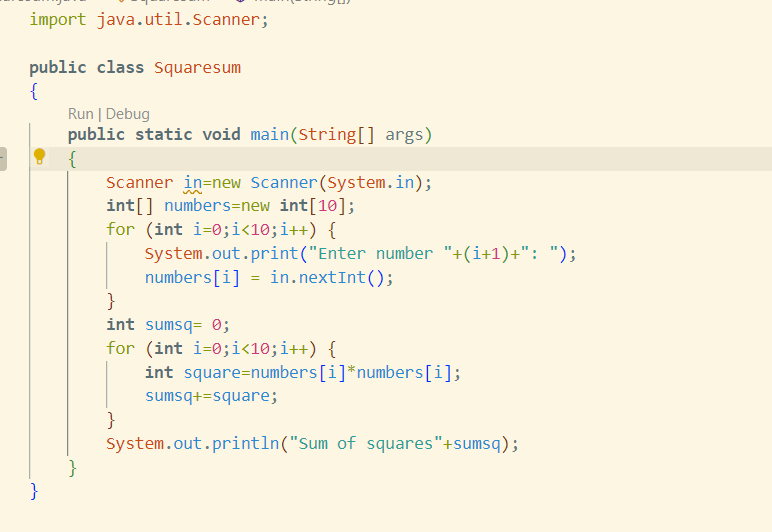 import java.util.Scanner;
public class Squaresum
{
Run | Debug
public static void main(String[] args)
{
Scanner in=new Scanner(System.in);
int[] numbers=new int[10];
for (int i=0;i<10;i++) {
System.out.print("Enter number "+(i+1)+": ");
numbers[i] = in.nextInt();
}
int sumsq= 0;
for (int i=0;i<10;i++) {
int square=numbers[i]*numbers[i];
sumsq+=square;
}
System.out.println("Sum of squares"+sumsq);
}
}